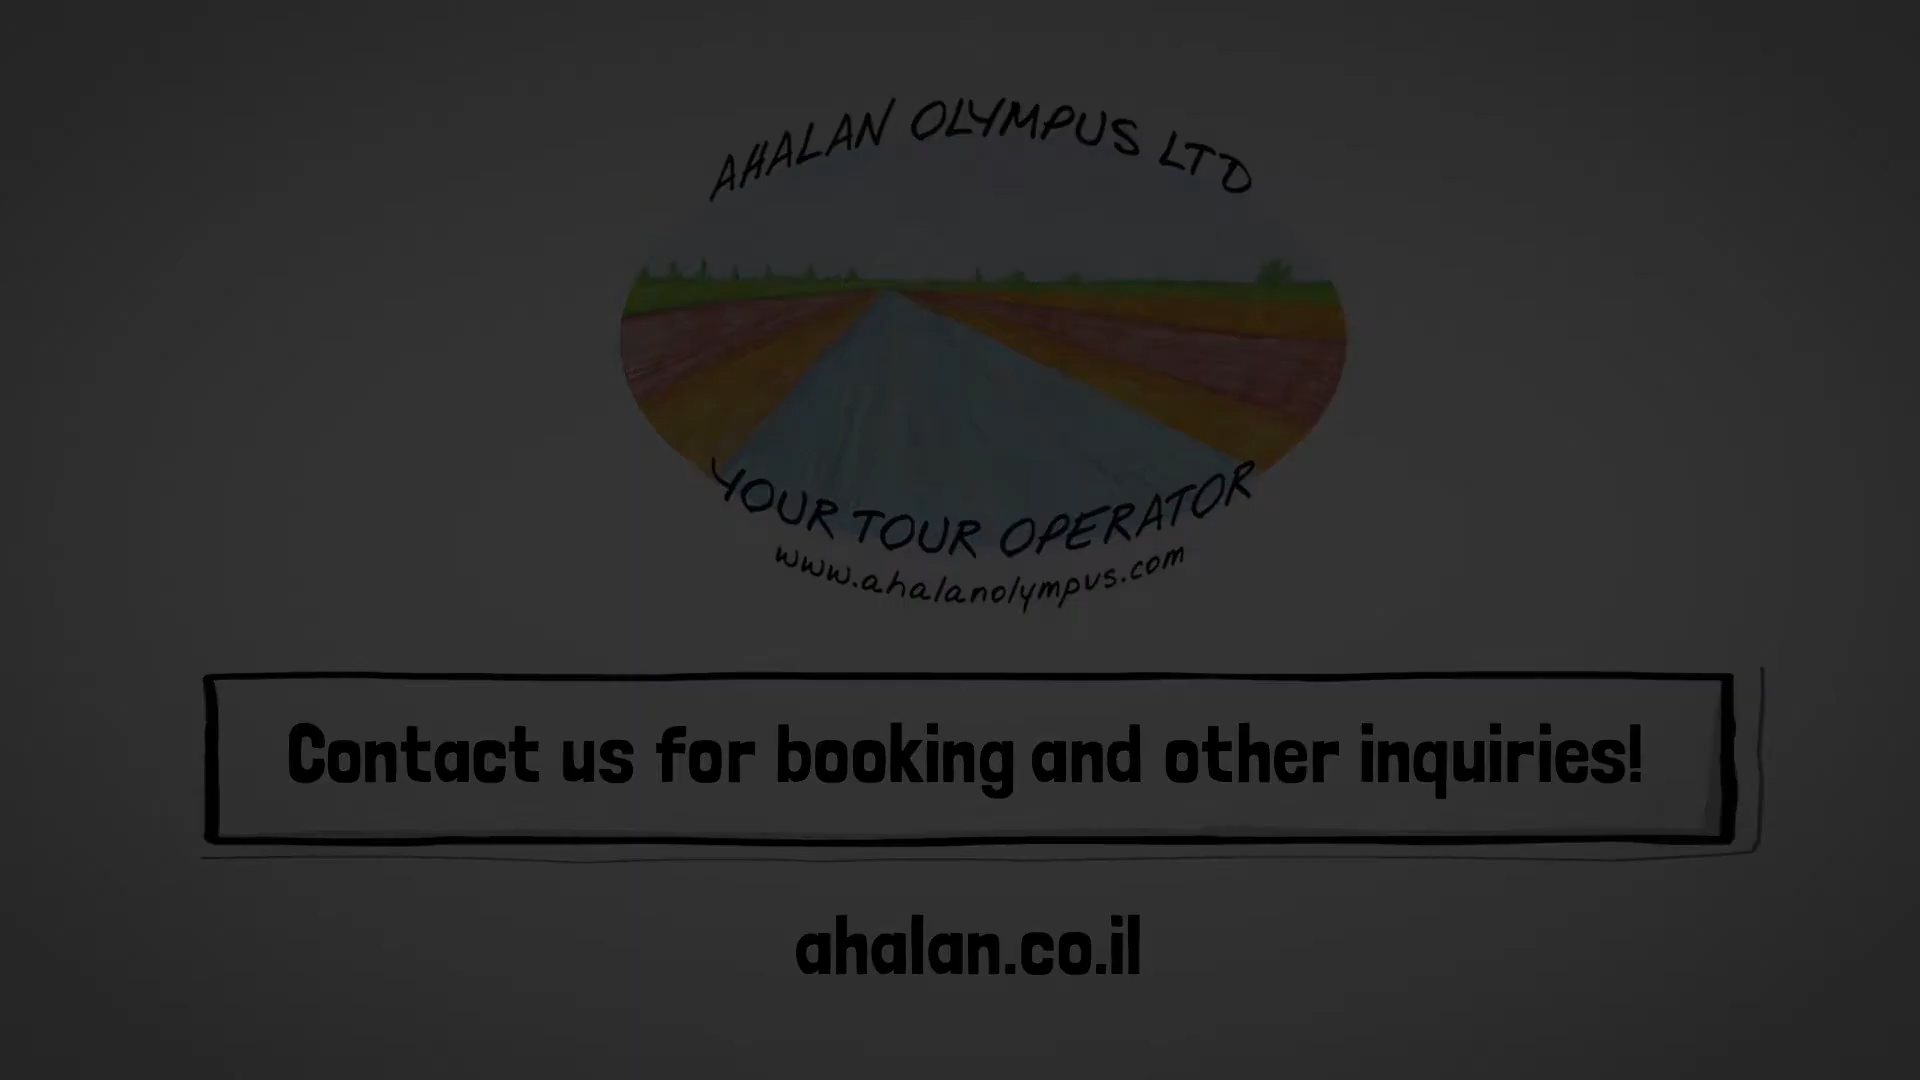 AHALAN OLYMPUS LTD
YOUR TOUR OPERATOR
www.ahalanolympus.com
Contact us for booking and other inquiries!
ahalan.co.il